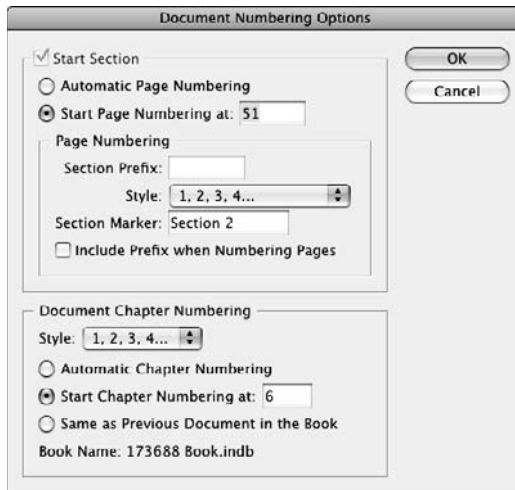 Document Numbering Options
Start Section
OK
Automatic Page Numbering
Cancel
Start Page Numbering at: 51
Page Numbering
Section Prefix:
Style: 1, 2, 3, 4...
Section Marker: Section 2
Include Prefix when Numbering Pages
Document Chapter Numbering
Style: 1, 2, 3, 4...
Automatic Chapter Numbering
Start Chapter Numbering at: 6
Same as Previous Document in the Book
Book Name: 173688 Book.indb